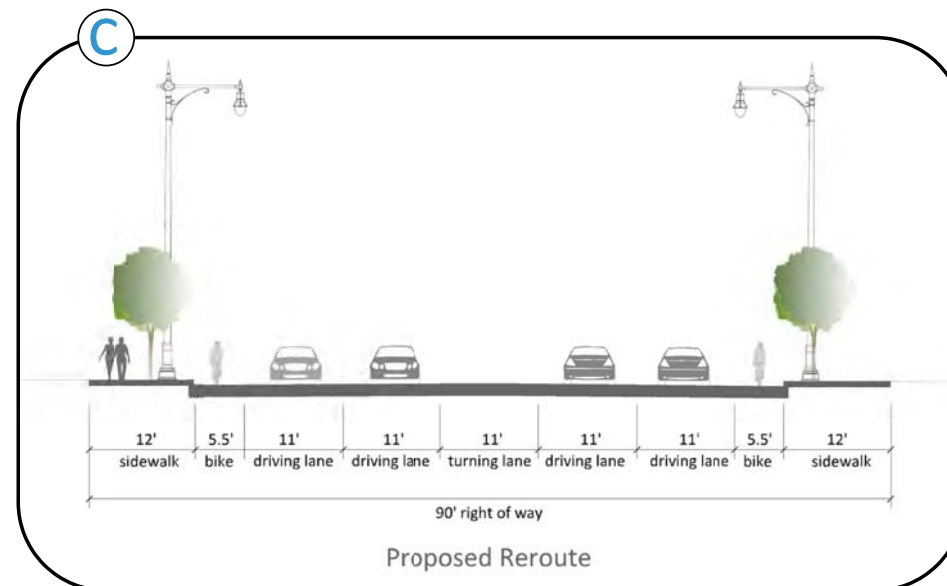 C
12' 5.5' 11' 11' 11' 11' 11' 5.5' 12'
sidewalk bike driving lane driving lane turning lane driving lane driving lane bike sidewalk
90' right of way
Proposed Reroute